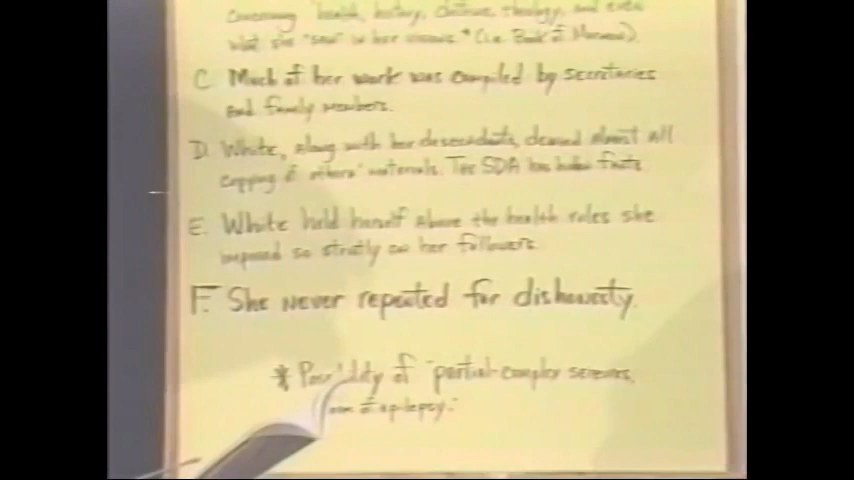 Concerning health, history, doctrine, theology, and even
what she "saw" in her visions * (i.e. Book of Mormon).
C. Much of her work was compiled by secretaries
and family members.
D. White, along with her descendants, denied almost all
copying of others' materials. The SDA has hidden facts
E. White held herself above the health rules she
imposed so strictly on her followers.
F. She never repented for dishonesty.
* Possibility of "partial-complex seizures,
form of epilepsy."